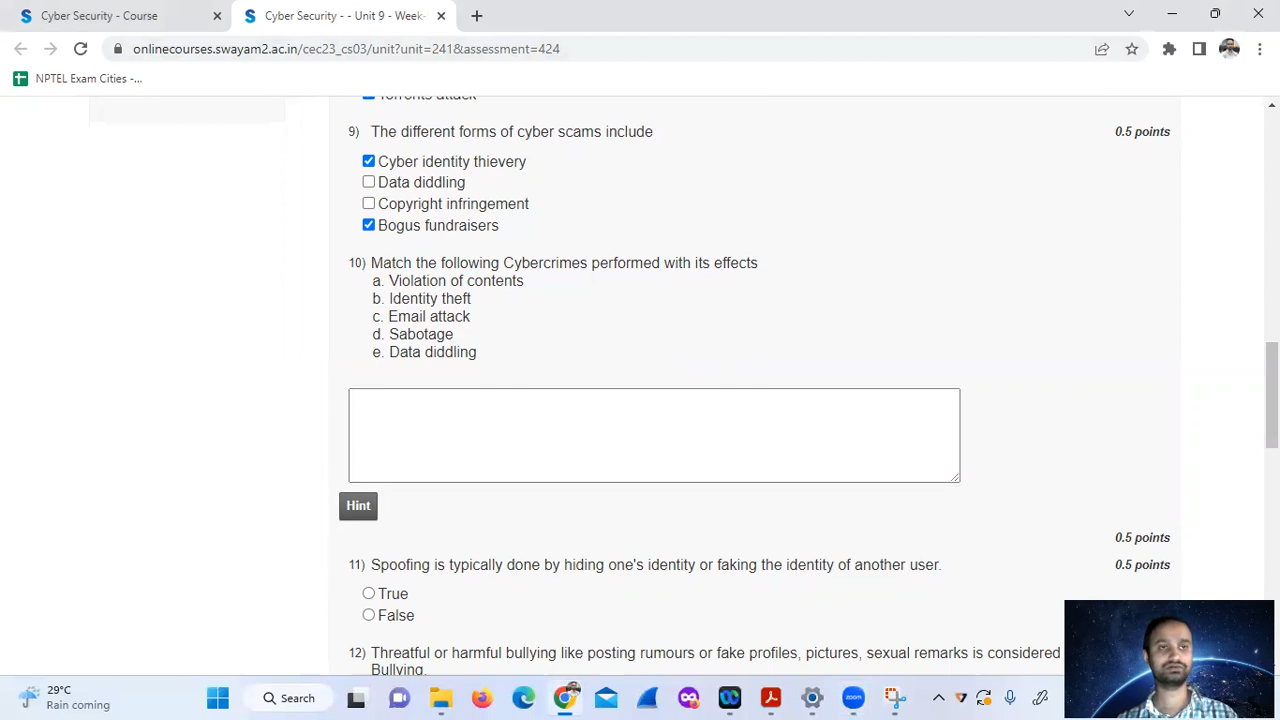 Cyber Security - Course
Cyber Security - - Unit 9 - Week-
onlinecourses.swayam2.ac.in/cec23_cs03/unit?unit=241&assessment=424
NPTEL Exam Cities -...
Torrents attack
9) The different forms of cyber scams include
0.5 points
Cyber identity thievery
Data diddling
Copyright infringement
Bogus fundraisers
10) Match the following Cybercrimes performed with its effects
a. Violation of contents
b. Identity theft
c. Email attack
d. Sabotage
e. Data diddling
Hint
0.5 points
11) Spoofing is typically done by hiding one's identity or faking the identity of another user.
0.5 points
True
False
12) Threatful or harmful bullying like posting rumours or fake profiles, pictures, sexual remarks is considered
Bullying.
29°C
Rain coming
Search
zoom